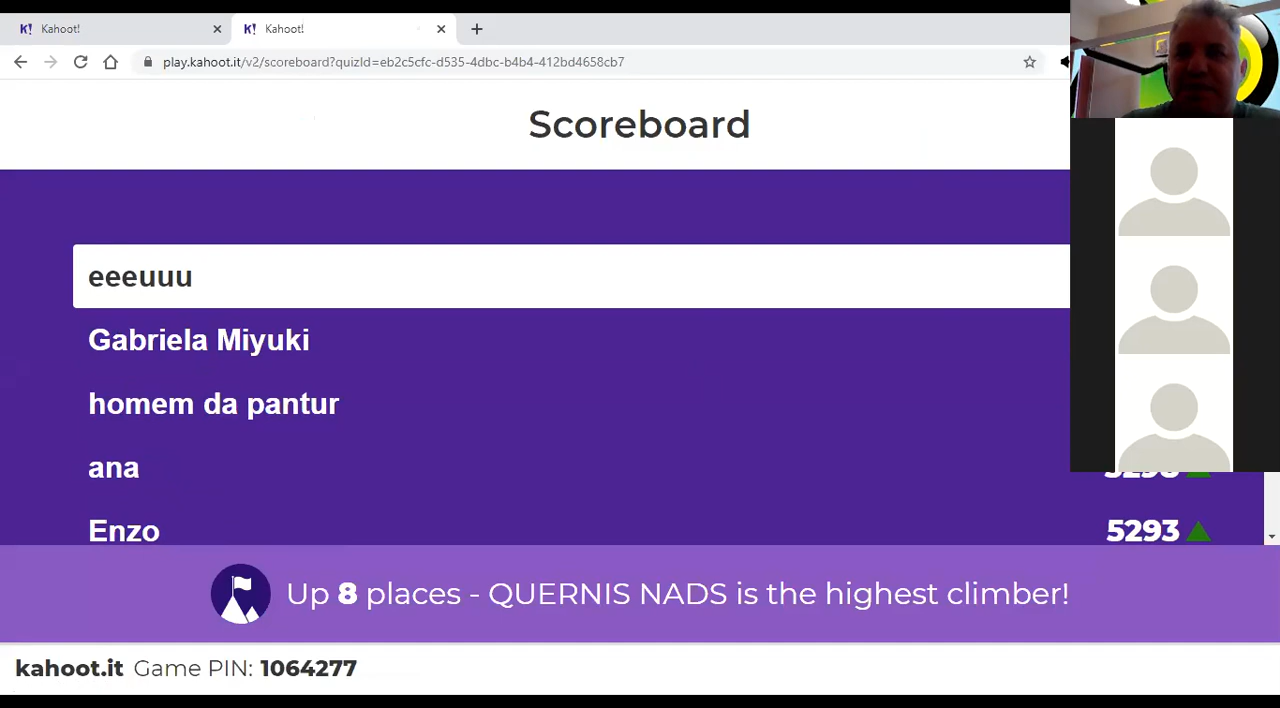 Kahoot!
Kahoot!
play.kahoot.it/v2/scoreboard?quizId=eb2c5cfc-d535-4dbc-b4b4-412bd4658cb7
Scoreboard
eeeuuu
Gabriela Miyuki
homem da pantur
ana
Enzo 5293
Up 8 places - QUERNIS NADS is the highest climber!
kahoot.it Game PIN: 1064277